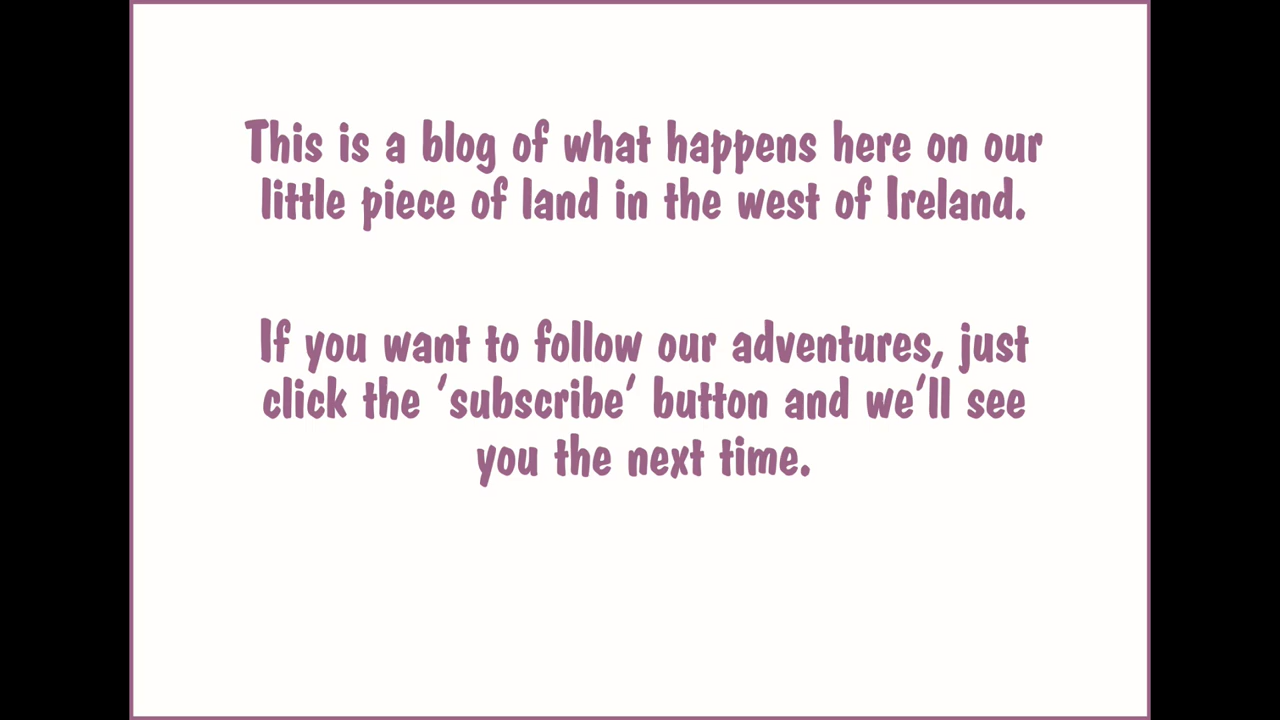 This is a blog of what happens here on our
little piece of land in the west of Ireland.
If you want to follow our adventures, just
click the ‘subscribe’ button and we’ll see
you the next time.